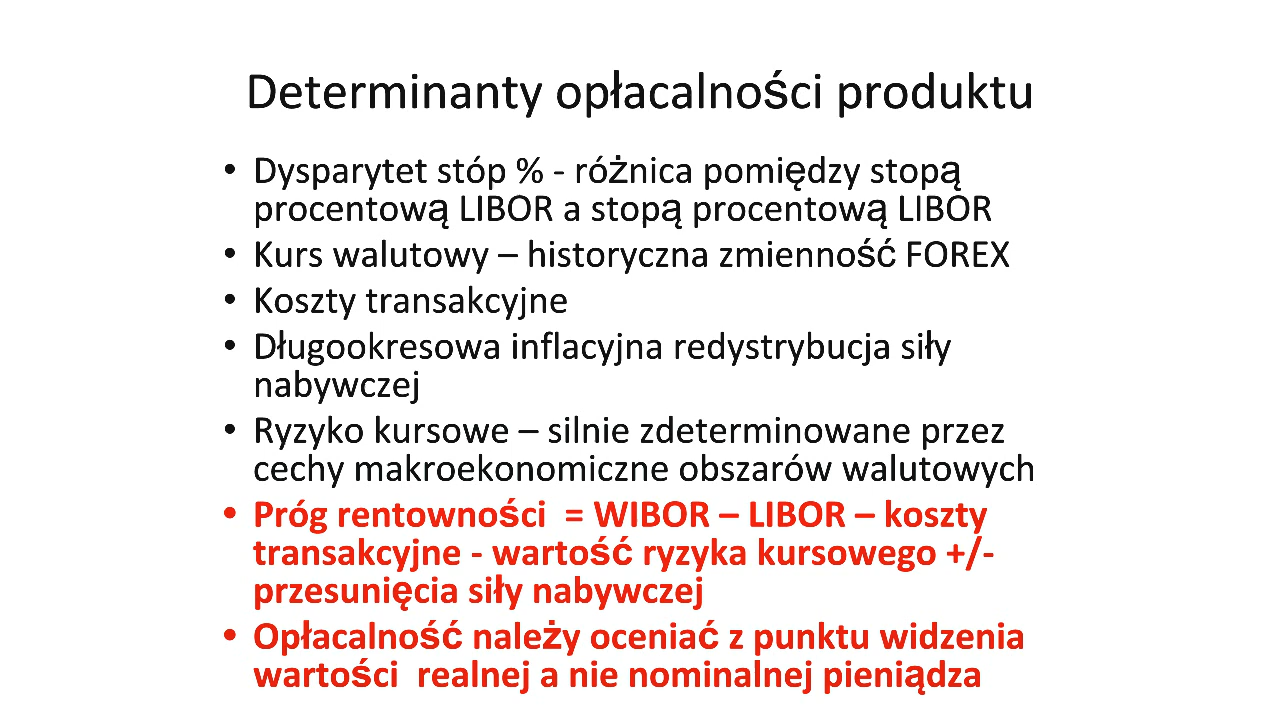 Determinanty opłacalności produktu
• Dysparytet stóp % - różnica pomiędzy stopą
procentową LIBOR a stopą procentową LIBOR
• Kurs walutowy – historyczna zmienność FOREX
• Koszty transakcyjne
• Długookresowa inflacyjna redystrybucja siły
nabywczej
• Ryzyko kursowe – silnie zdeterminowane przez
cechy makroekonomiczne obszarów walutowych
• Próg rentowności = WIBOR – LIBOR – koszty
transakcyjne - wartość ryzyka kursowego +/-
przesunięcia siły nabywczej
• Opłacalność należy oceniać z punktu widzenia
wartości realnej a nie nominalnej pieniądza